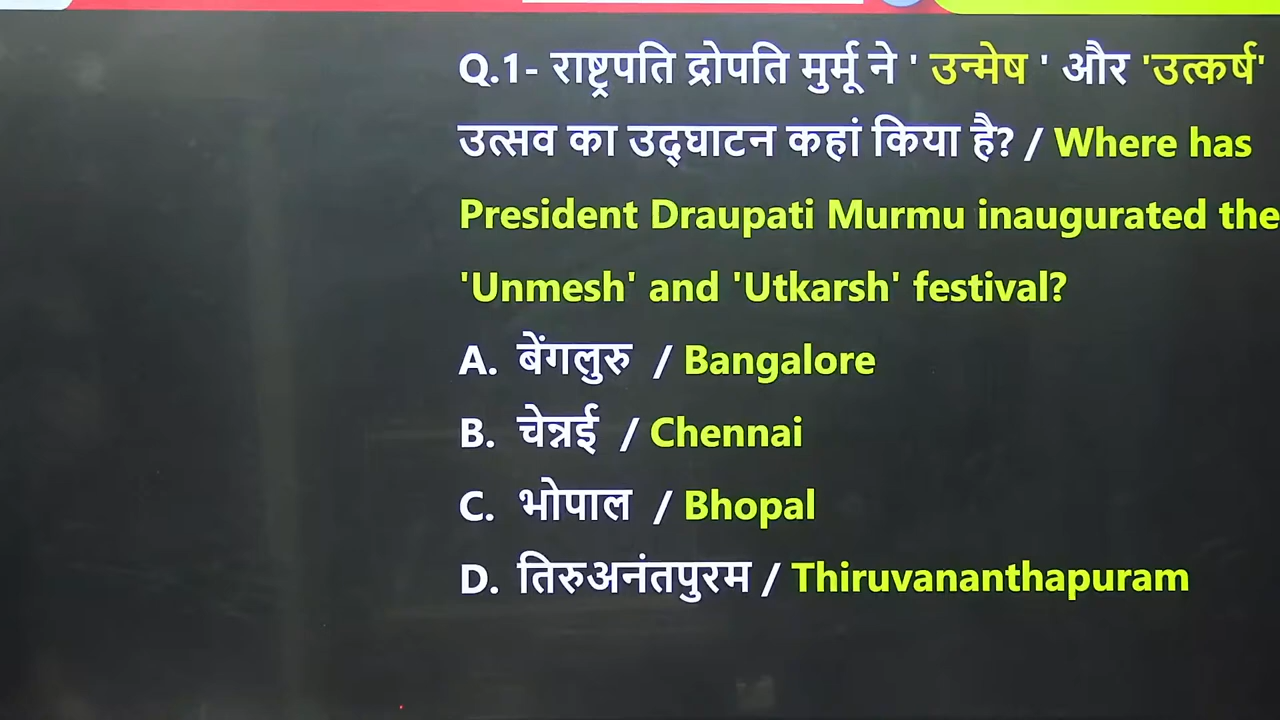 Q.1- राष्ट्रपति द्रोपति मुर्मू ने ' उन्मेष ' और 'उत्कर्ष'
उत्सव का उद्घाटन कहां किया है? / Where has
President Draupati Murmu inaugurated the
'Unmesh' and 'Utkarsh' festival?
A. बेंगलुरु / Bangalore
B. चेन्नई / Chennai
C. भोपाल / Bhopal
D. तिरुअनंतपुरम / Thiruvananthapuram